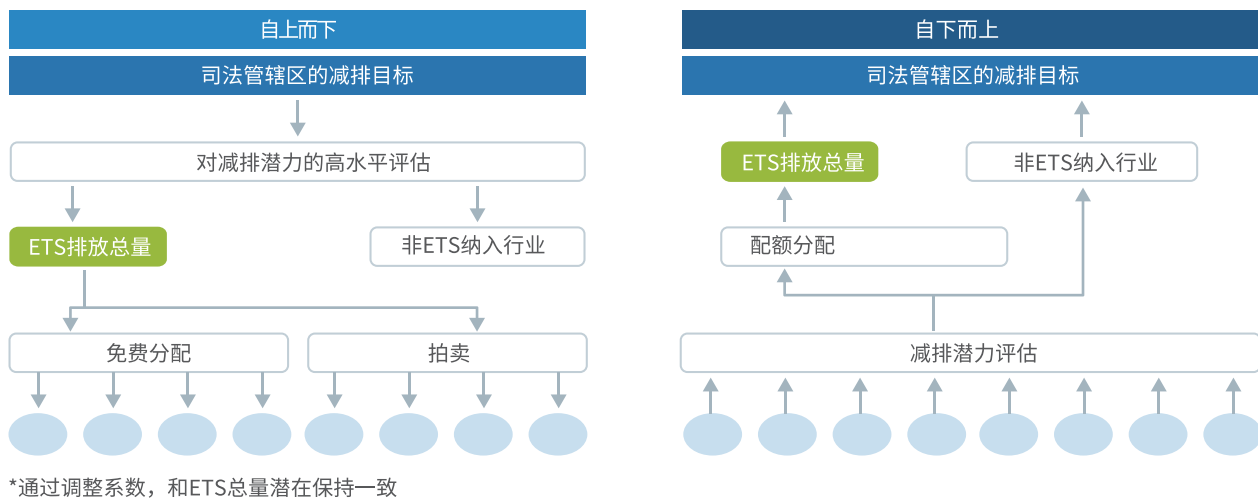 自上而下
司法管辖区的减排目标
对减排潜力的高水平评估
ETS排放总量
非ETS纳入行业
免费分配
拍卖
*通过调整系数，和ETS总量潜在保持一致
自下而上
司法管辖区的减排目标
ETS排放总量
非ETS纳入行业
配额分配
减排潜力评估